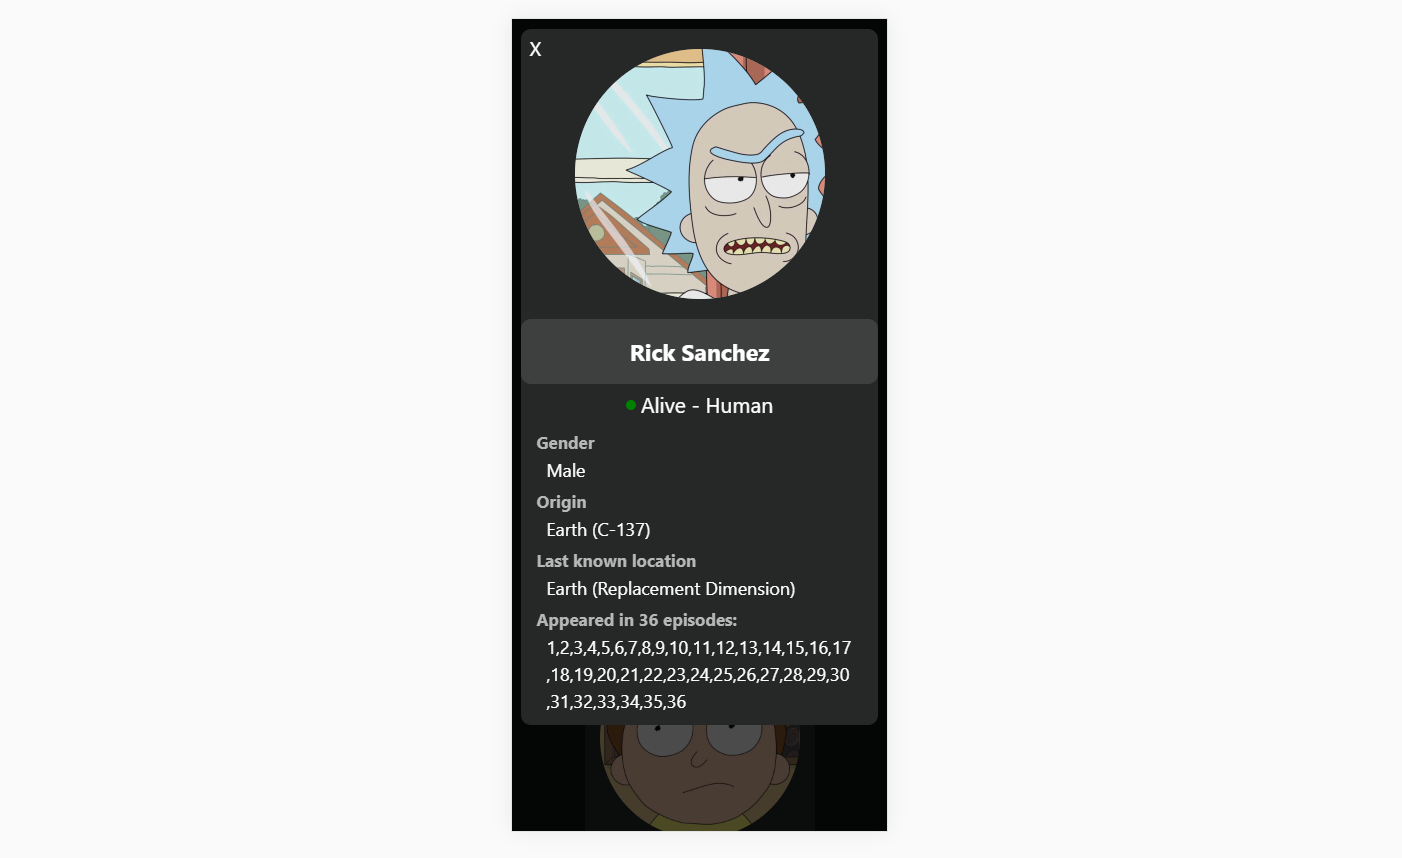 X
Rick Sanchez
Alive - Human
Gender
Male
Origin
Earth (C-137)
Last known location
Earth (Replacement Dimension)
Appeared in 36 episodes:
1,2,3,4,5,6,7,8,9,10,11,12,13,14,15,16,17
,18,19,20,21,22,23,24,25,26,27,28,29,30
,31,32,33,34,35,36